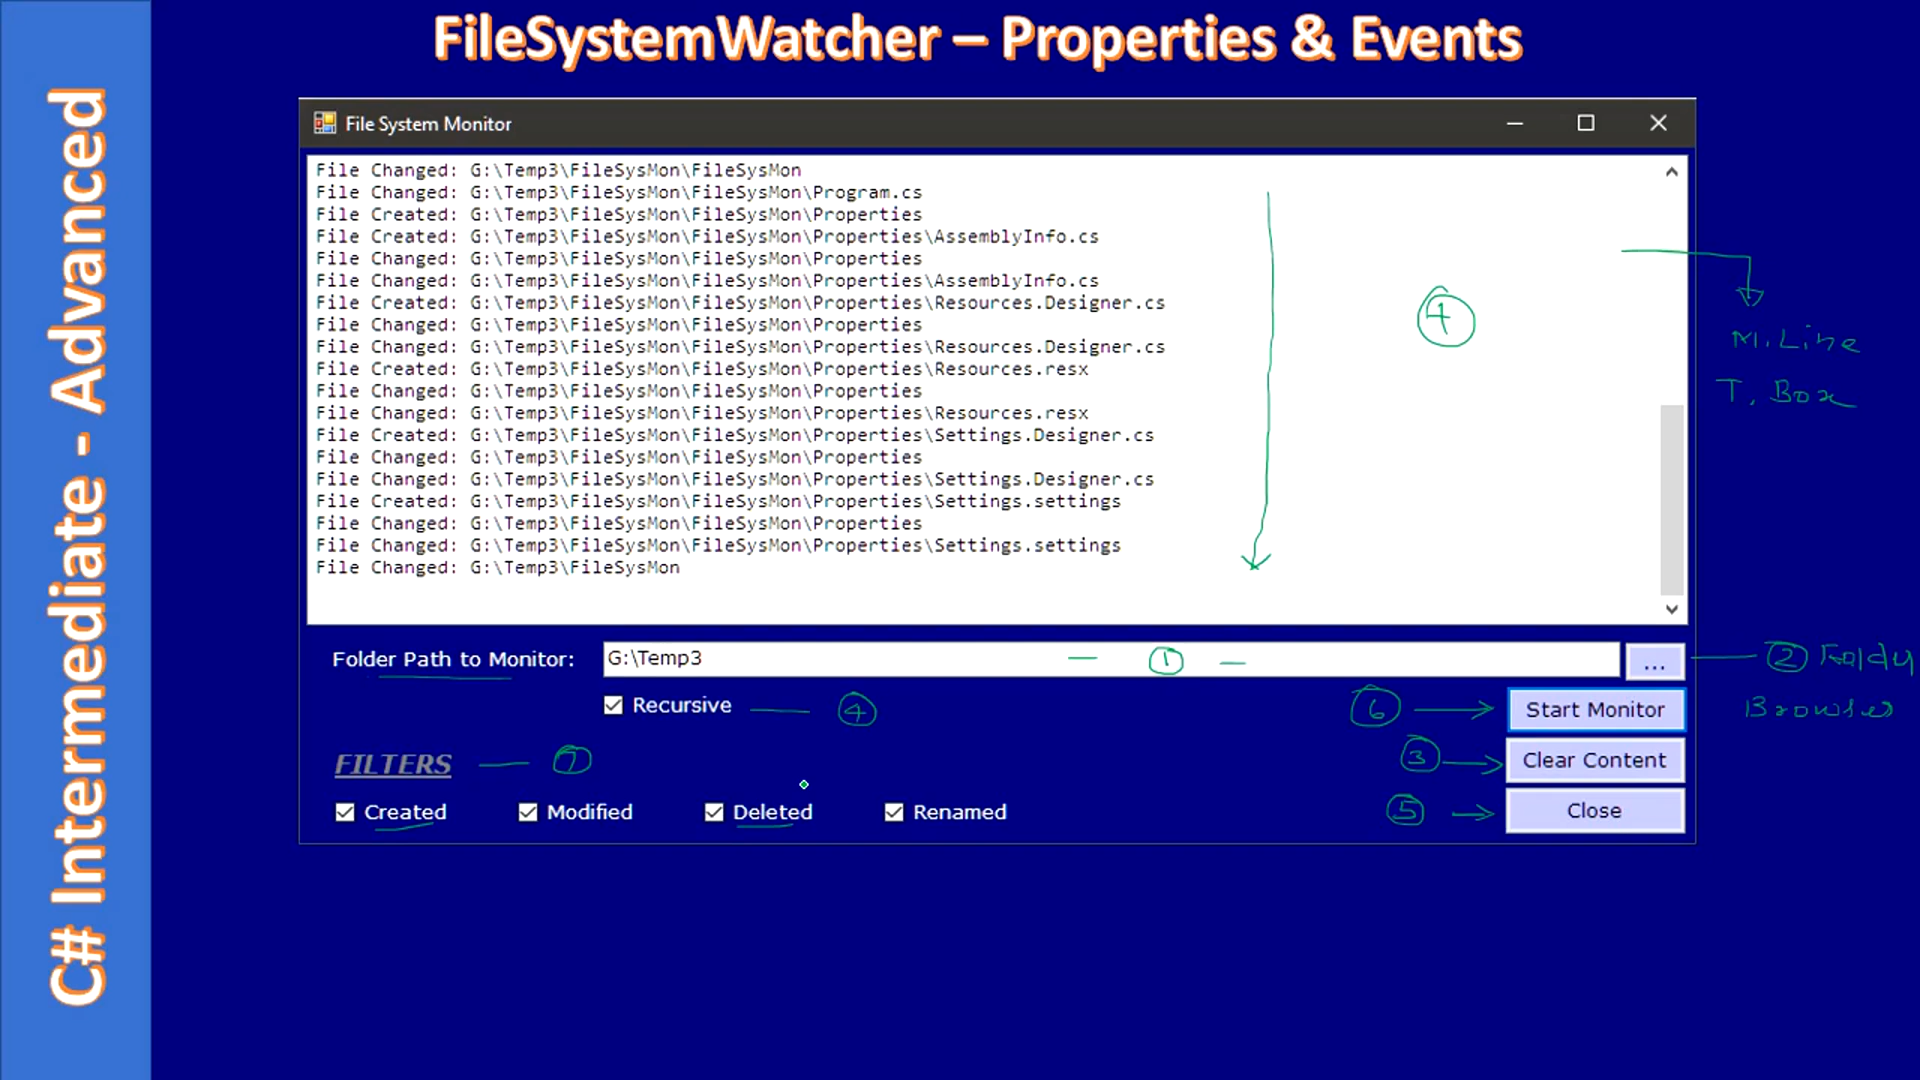 FileSystemWatcher – Properties & Events
C# Intermediate - Advanced
File System Monitor
File Changed: G:\Temp3\FileSysMon\FileSysMon
File Changed: G:\Temp3\FileSysMon\FileSysMon\Program.cs
File Created: G:\Temp3\FileSysMon\FileSysMon\Properties
File Created: G:\Temp3\FileSysMon\FileSysMon\Properties\AssemblyInfo.cs
File Changed: G:\Temp3\FileSysMon\FileSysMon\Properties
File Changed: G:\Temp3\FileSysMon\FileSysMon\Properties\AssemblyInfo.cs
File Created: G:\Temp3\FileSysMon\FileSysMon\Properties\Resources.Designer.cs
File Changed: G:\Temp3\FileSysMon\FileSysMon\Properties
File Changed: G:\Temp3\FileSysMon\FileSysMon\Properties\Resources.Designer.cs
File Created: G:\Temp3\FileSysMon\FileSysMon\Properties\Resources.resx
File Changed: G:\Temp3\FileSysMon\FileSysMon\Properties
File Changed: G:\Temp3\FileSysMon\FileSysMon\Properties\Resources.resx
File Created: G:\Temp3\FileSysMon\FileSysMon\Properties\Settings.Designer.cs
File Changed: G:\Temp3\FileSysMon\FileSysMon\Properties
File Changed: G:\Temp3\FileSysMon\FileSysMon\Properties\Settings.Designer.cs
File Created: G:\Temp3\FileSysMon\FileSysMon\Properties\Settings.settings
File Changed: G:\Temp3\FileSysMon\FileSysMon\Properties
File Changed: G:\Temp3\FileSysMon\FileSysMon\Properties\Settings.settings
File Changed: G:\Temp3\FileSysMon
4
M.Line
T. Box
Folder Path to Monitor: G:\Temp3 1 ... 2
Recursive 4 6 Start Monitor Browser
FILTERS 7 3 Clear Content
Created Modified Deleted Renamed 5 Close